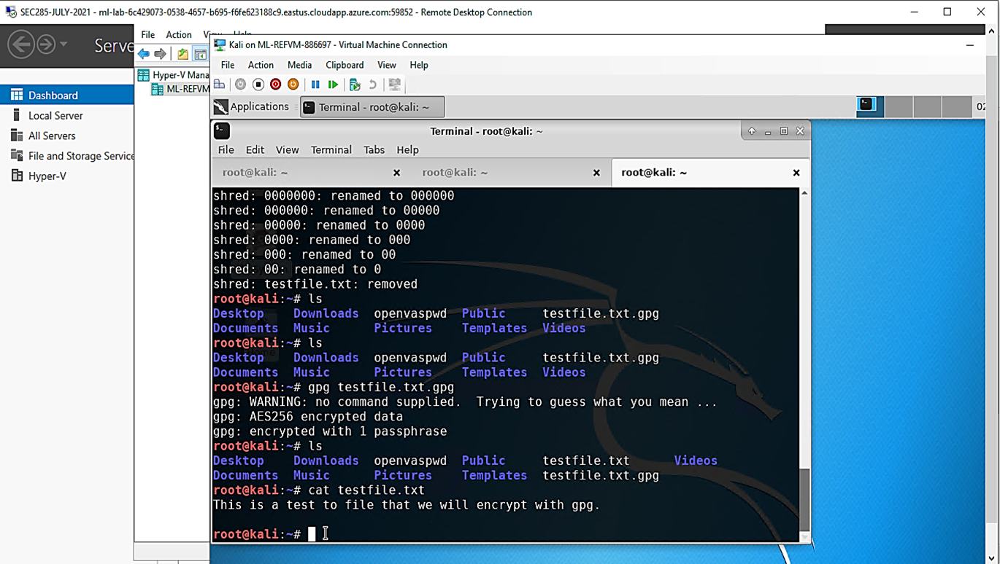 SEC285-JULY-2021 - ml-lab-6c429073-0538-4657-b695-f6fe623188c9.eastus.cloudapp.azure.com:59852 - Remote Desktop Connection
File Action View Help
Serve
Kali on ML-REFVM-886697 - Virtual Machine Connection
File Action Media Clipboard View Help
Hyper-V Mana
ML-REFVM
Dashboard
Local Server
All Servers
File and Storage Service
Hyper-V
Applications
Terminal - root@kali: ~
02
Terminal - root@kali: ~
File Edit View Terminal Tabs Help
root@kali: ~ root@kali: ~ root@kali: ~
shred: 0000000: renamed to 000000
shred: 000000: renamed to 00000
shred: 00000: renamed to 0000
shred: 0000: renamed to 000
shred: 000: renamed to 00
shred: 00: renamed to 0
shred: testfile.txt: removed
root@kali:~# ls
Desktop Downloads openvaspwd Public testfile.txt.gpg
Documents Music Pictures Templates Videos
root@kali:~# ls
Desktop Downloads openvaspwd Public testfile.txt.gpg
Documents Music Pictures Templates Videos
root@kali:~# gpg testfile.txt.gpg
gpg: WARNING: no command supplied.  Trying to guess what you mean ...
gpg: AES256 encrypted data
gpg: encrypted with 1 passphrase
root@kali:~# ls
Desktop Downloads openvaspwd Public testfile.txt Videos
Documents Music Pictures Templates testfile.txt.gpg
root@kali:~# cat testfile.txt
This is a test to file that we will encrypt with gpg.
root@kali:~#